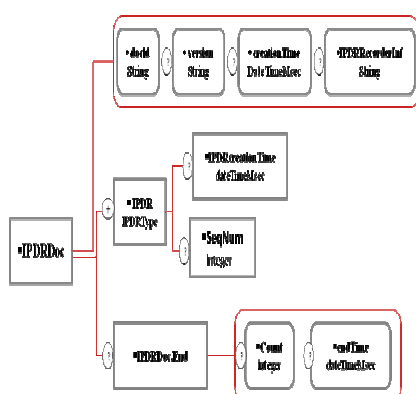 ▪docId
String
?
▪version
String
?
▪creationTime
DateTimeMsec
?
▪IPDRRecorderInf
String
?
▪IPDRcreationTime
dateTimeMsec
+
▪IPDR
IPDRType
▪SeqNum
integer
?
▪IPDRDoc
?
▪IPDRDoc.End
?
▪Count
integer
?
▪endTime
dateTimeMsec